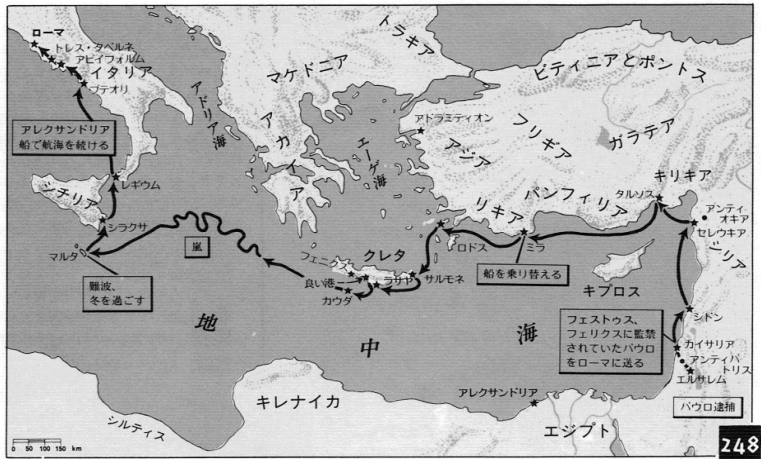 ローマ
トレス・タベルネ
アピイフォルム
イタリア
プテオリ
アレクサンドリア
船で航海を続ける
レギウム
シチリア
シラクサ
マルタ
難波、
冬を過ごす
嵐
アドリア海
マケドニア
トラキア
アカイア
エーゲ海
アドラミティオン
アジア
フリギア
ガラテア
ビティニアとポントス
キリキア
タルソス
パンフィリア
リキア
ロドス
ミラ
船を乗り替える
アンティ
オキア
セレウキア
シリア
キプロス
クレタ
フェニクス
良い港
ラサヤ
サルモネ
カウダ
シドン
フェストゥス、
フェリクスに監禁
されていたパウロ
をローマに送る
カイサリア
アンティパ
トリス
エルサレム
パウロ逮捕
地中海
アレクサンドリア
エジプト
キレナイカ
シルティス
0 50 100 150 km
248